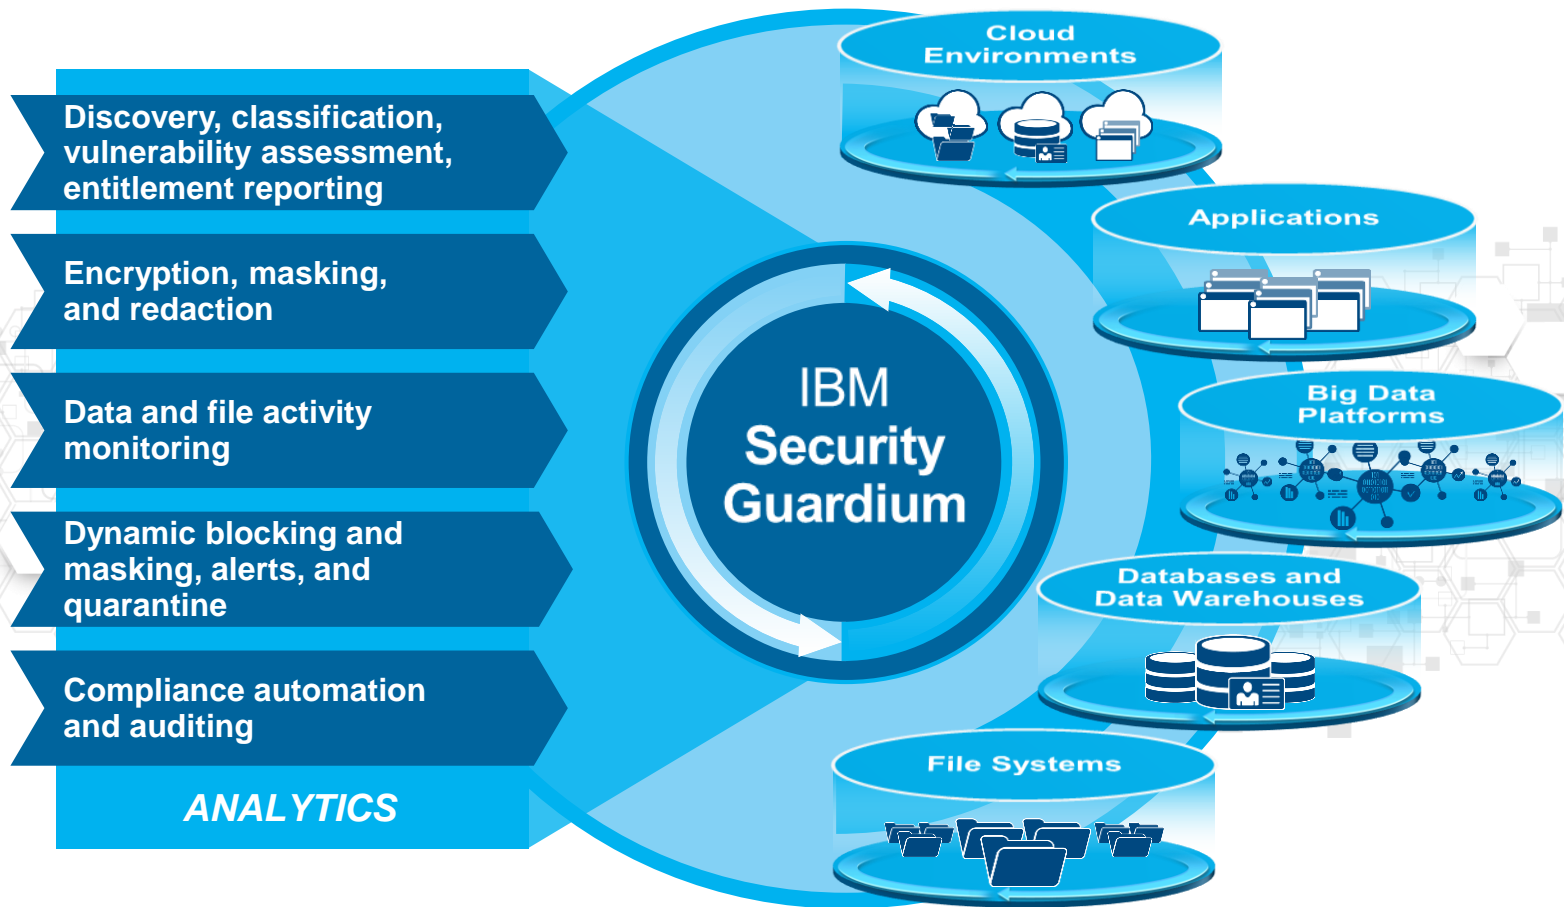 Discovery, classification,
vulnerability assessment,
entitlement reporting
Encryption, masking,
and redaction
Data and file activity
monitoring
Dynamic blocking and
masking, alerts, and
quarantine
Compliance automation
and auditing
ANALYTICS
IBM
Security
Guardium
Cloud
Environments
Applications
Big Data
Platforms
Databases and
Data Warehouses
File Systems